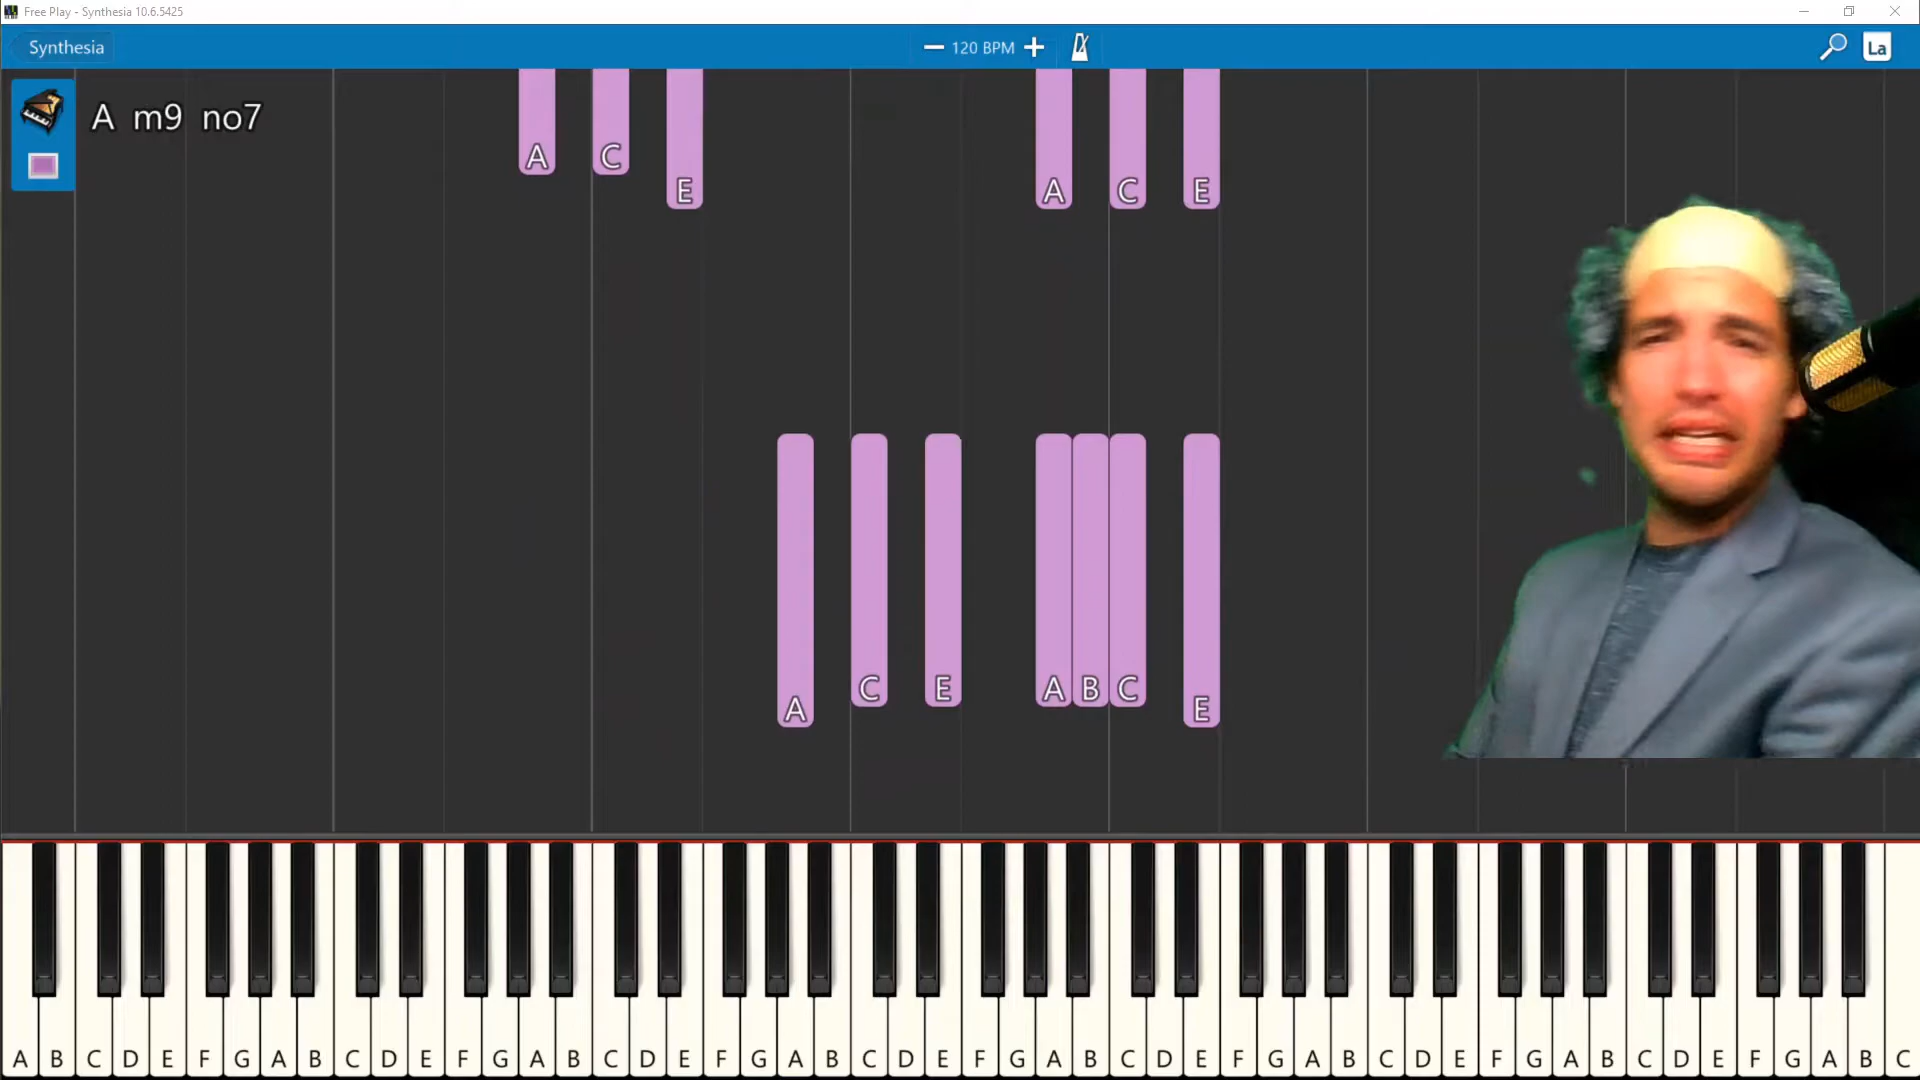 Free Play - Synthesia 10.6.5425
Synthesia
120 BPM
La
A m9 no7
A C E A C E
A C E A B C E
A B C D E F G A B C D E F G A B C D E F G A B C D E F G A B C D E F G A B C D E F G A B C D E F G A B C